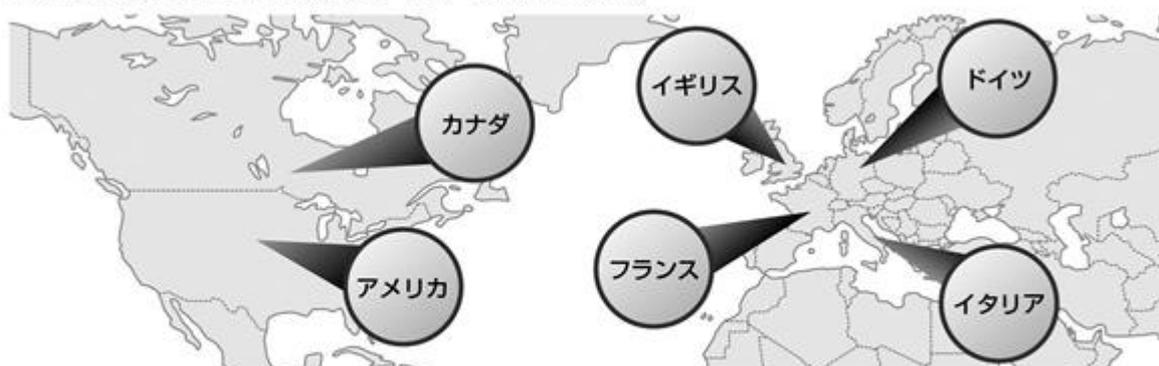 カナダ
アメリカ
イギリス
ドイツ
フランス
イタリア